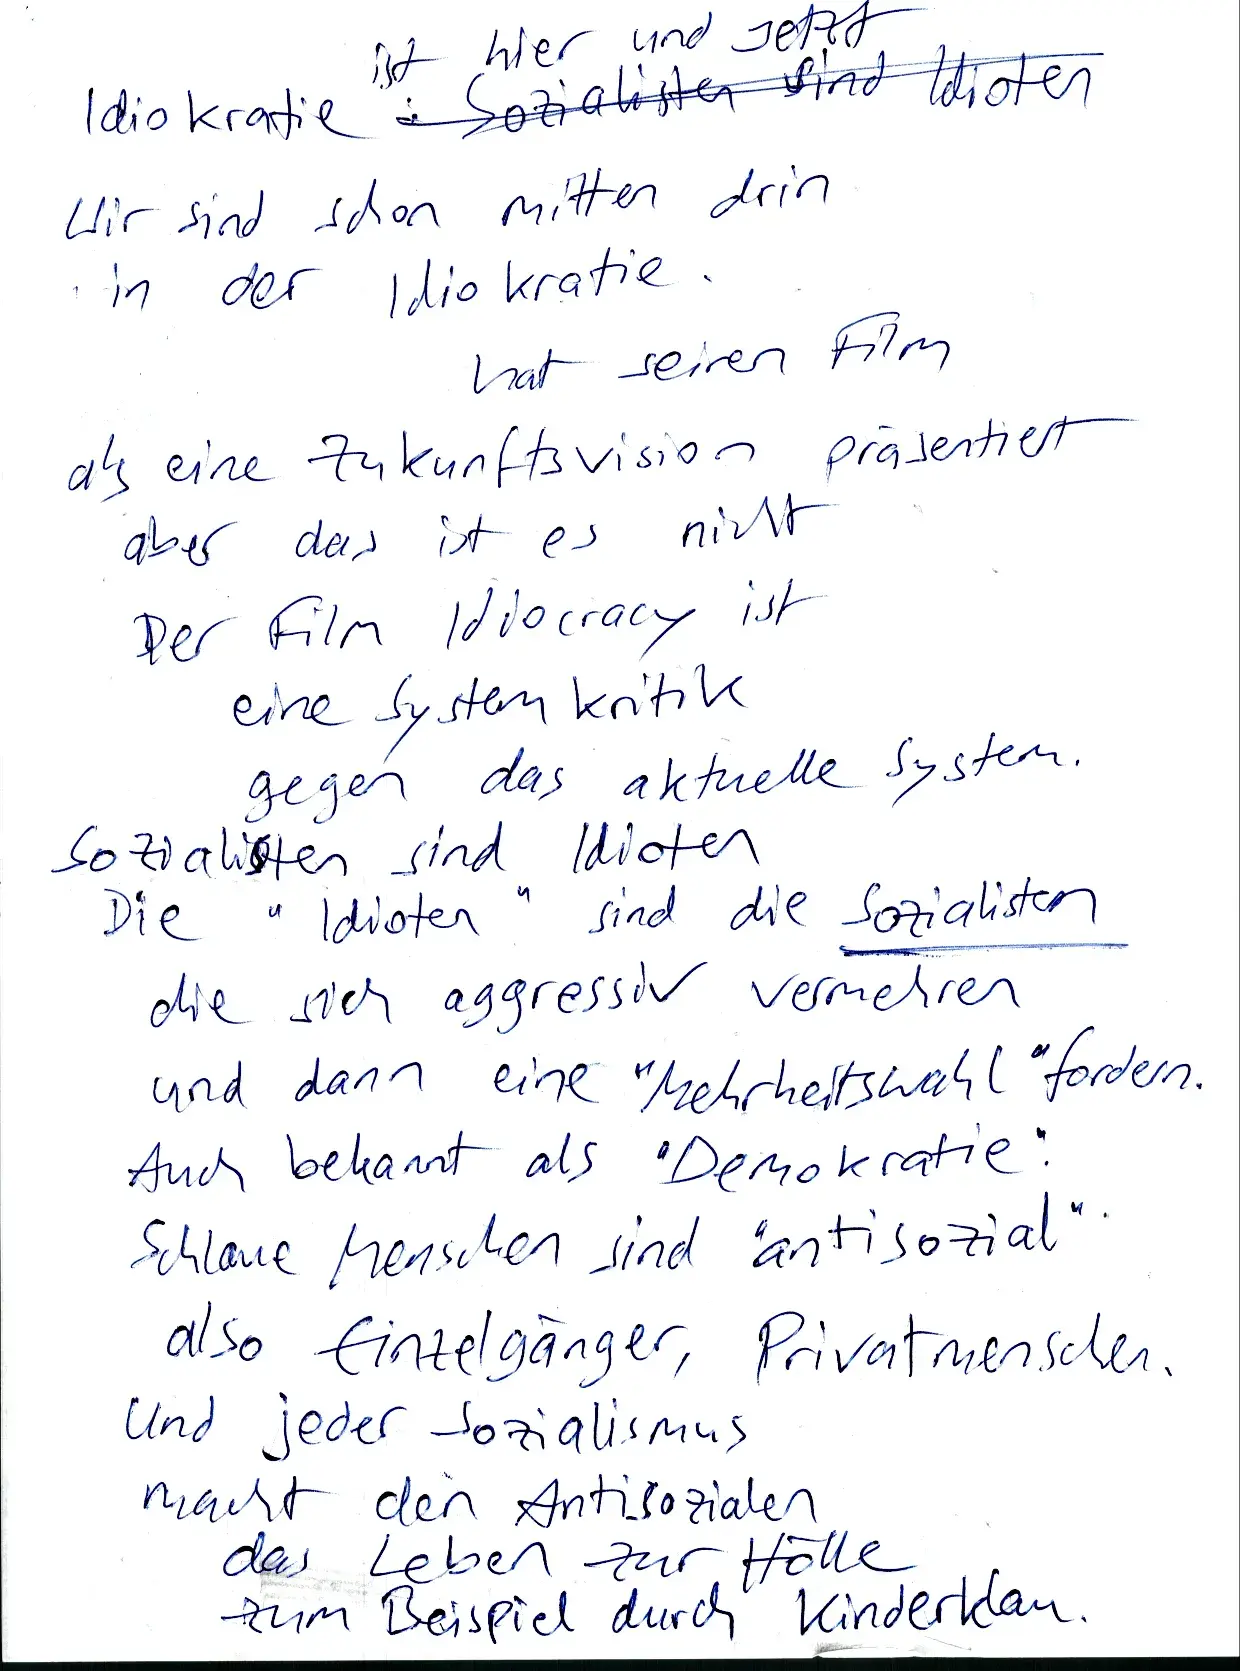 ist hier und jetzt
Idiokratie : Sozialisten sind Idioten
Wir sind schon mitten drin
in der Idiokratie.
hat seinen Film
als eine Zukunftsvision präsentiert
aber das ist es nicht
Der Film Idiocracy ist
eine Systemkritik
gegen das aktuelle System.
Sozialisten sind Idioten
Die "Idioten" sind die Sozialisten
die sich aggressiv vermehren
und dann eine "Mehrheitswahl" fordern.
Auch bekannt als "Demokratie".
Schlaue Menschen sind "antisozial".
also Einzelgänger, Privatmenschen.
Und jeder Sozialismus
macht den Antisozialen
das Leben zur Hölle
zum Beispiel durch Kinderklau.